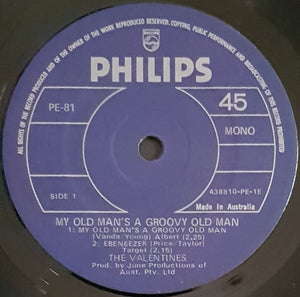 ALL RIGHTS OF THE RECORD PRODUCER AND OF THE OWNER OF THE WORK REPRODUCED RESERVED. UNAUTHORISED COPYING, PUBLIC PERFORMANCE AND BROADCASTING OF THIS RECORD PROHIBITED
PHILIPS
PHILIPS
PE-81
45
MONO
SIDE 1
438810-PE-1E
Made In Australia
MY OLD MAN'S A GROOVY OLD MAN
1: MY OLD MAN'S A GROOVY OLD MAN
(Vanda-Young) Albert (2.25)
2: EBENEEZER (Price-Taylor)
Target (2.15)
THE VALENTINES
Prod. by June Productions of
Aust. Pty. Ltd